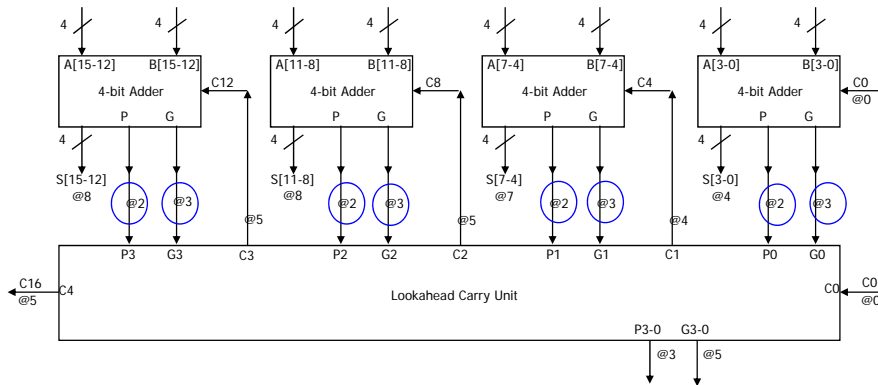 4 4 4 4 4 4 4 4
A[15-12] B[15-12] C12 A[11-8] B[11-8] C8 A[7-4] B[7-4] C4 A[3-0] B[3-0] C0
4-bit Adder 4-bit Adder 4-bit Adder 4-bit Adder @0
P G P G P G P G
4 4 4 4
S[15-12] S[11-8] S[7-4] S[3-0]
@8 @8 @7 @4
@2 @3 @2 @3 @2 @3 @2 @3
@5 @5 @4
P3 G3 C3 P2 G2 C2 P1 G1 C1 P0 G0
C16 C4 Lookahead Carry Unit C0 C0
@5 @0
P3-0 G3-0
@3 @5